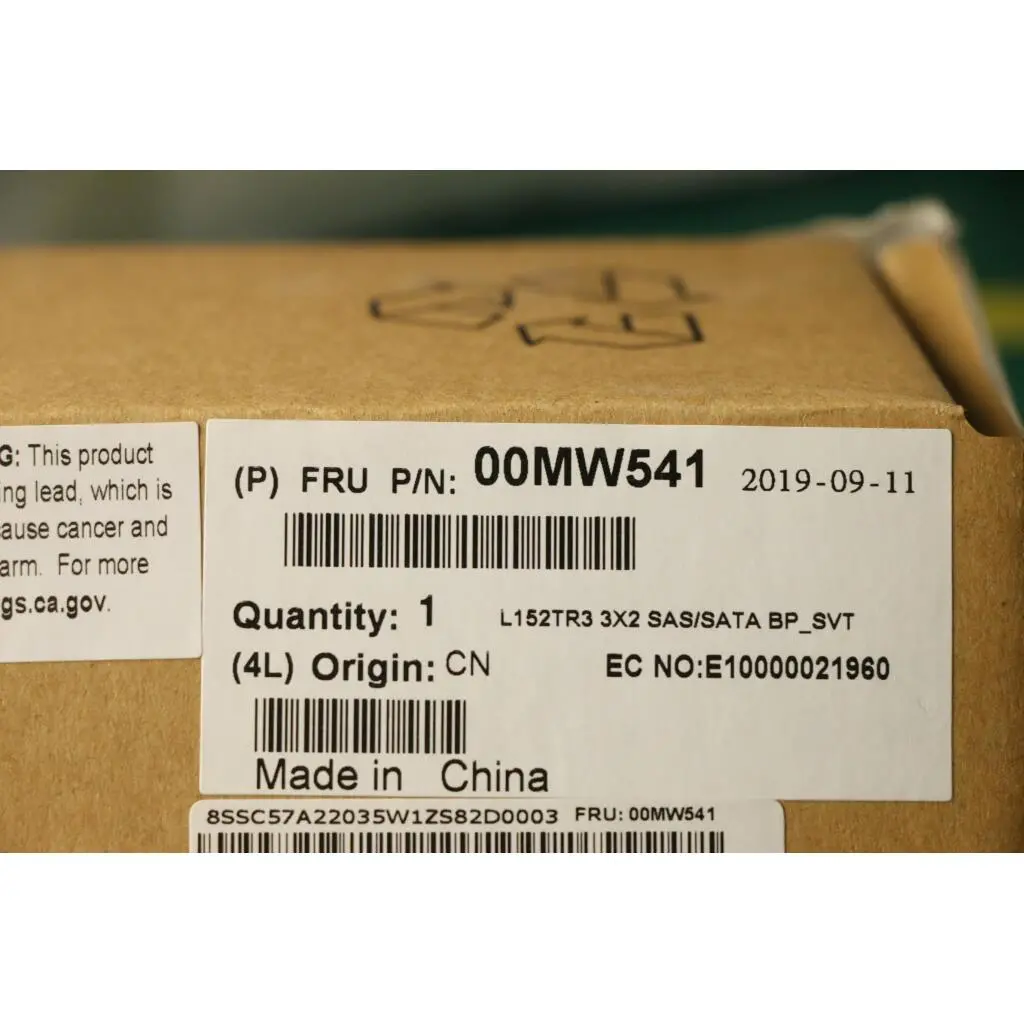 G: This product
ing lead, which is
ause cancer and
arm. For more
gs.ca.gov.
(P) FRU P/N: 00MW541 2019-09-11
Quantity: 1 L152TR3 3X2 SAS/SATA BP_SVT
(4L) Origin: CN EC NO:E10000021960
Made in China
8SSC57A22035W1ZS82D0003 FRU: 00MW541